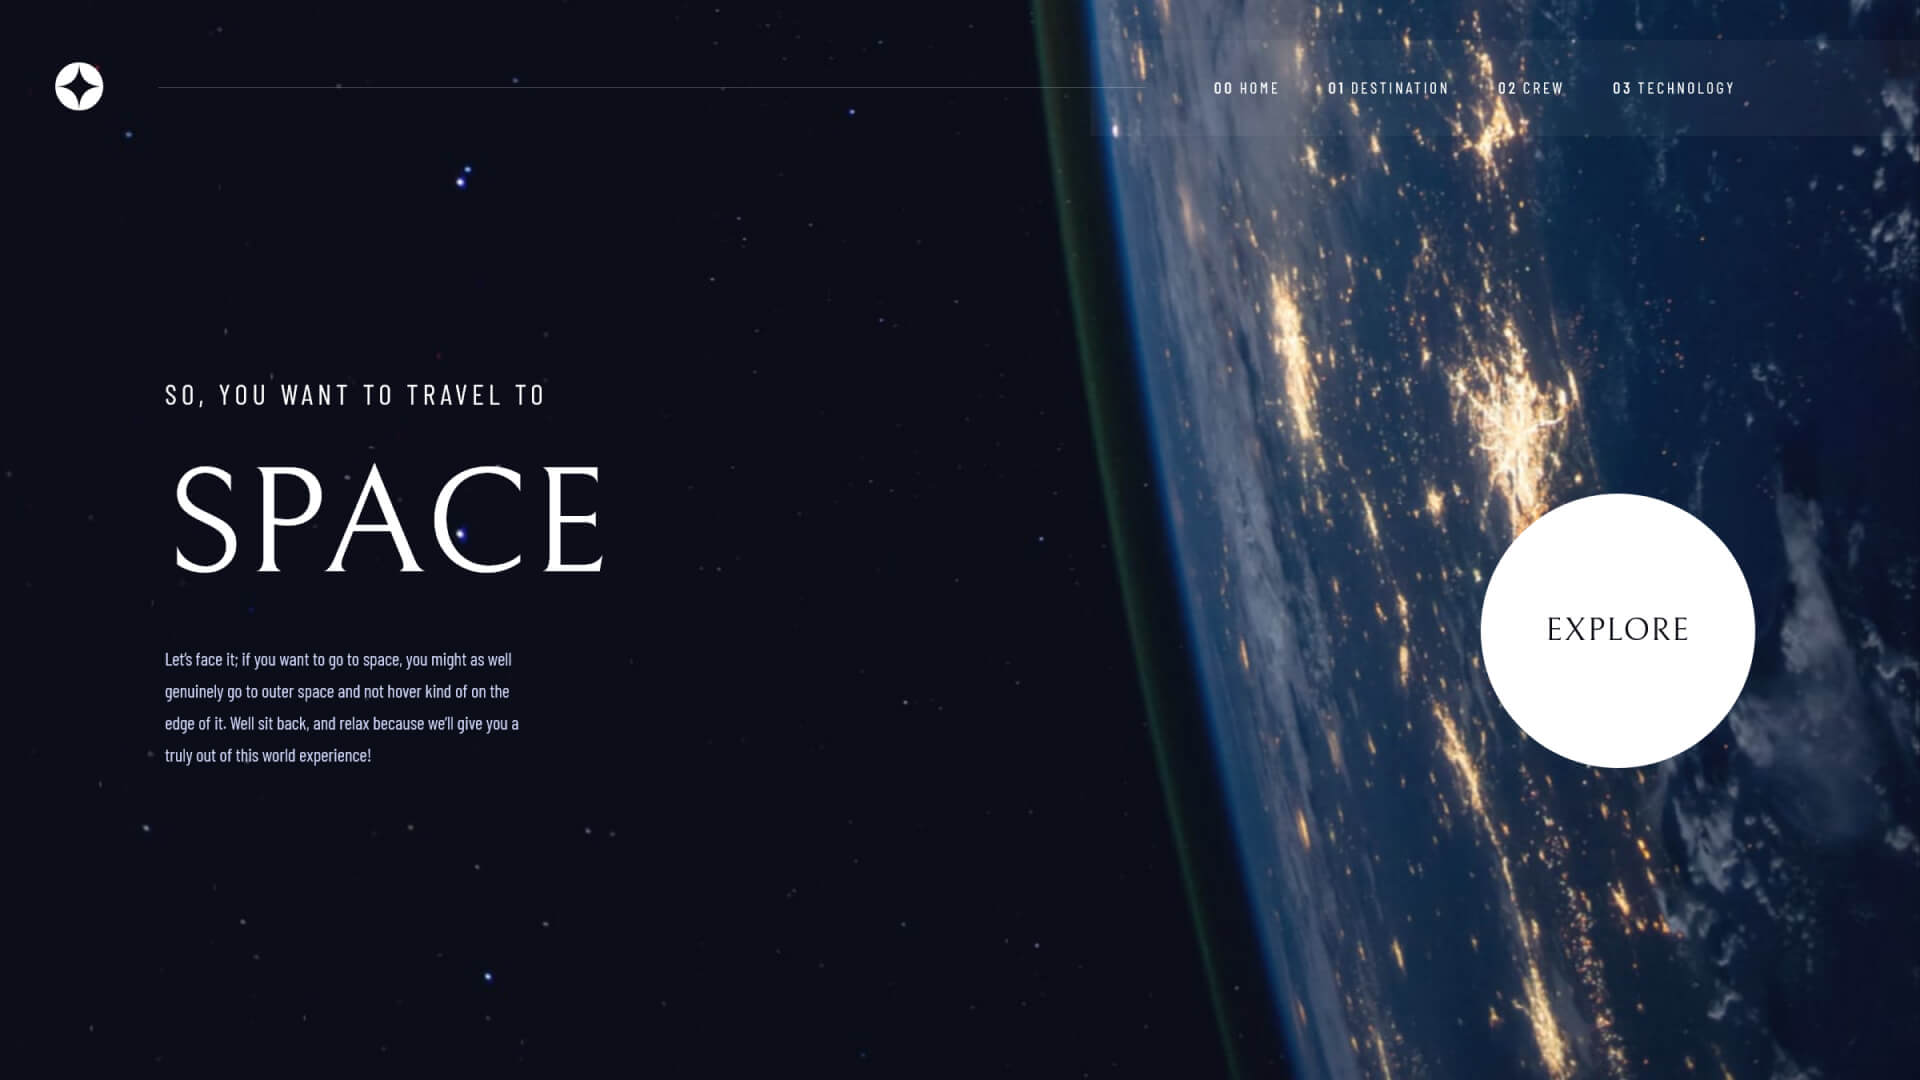 00 HOME 01 DESTINATION 02 CREW 03 TECHNOLOGY
SO, YOU WANT TO TRAVEL TO
SPACE
Let’s face it; if you want to go to space, you might as well
genuinely go to outer space and not hover kind of on the
edge of it. Well sit back, and relax because we’ll give you a
truly out of this world experience!
EXPLORE